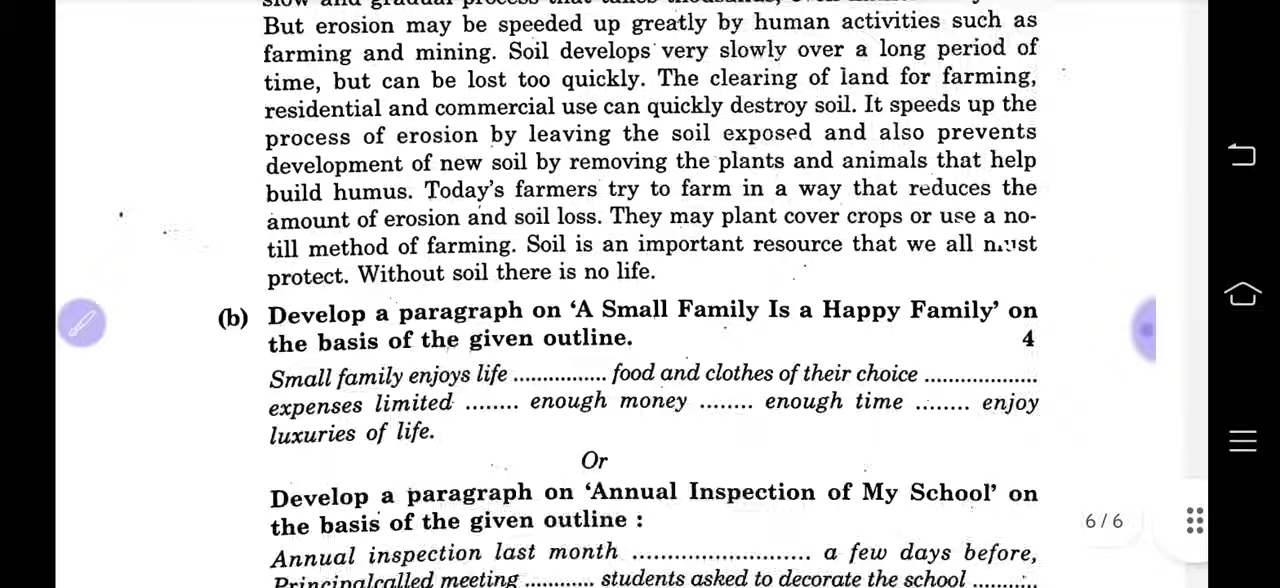 slow and gradual process that takes thousands, even
But erosion may be speeded up greatly by human activities such as
farming and mining. Soil develops very slowly over a long period of
time, but can be lost too quickly. The clearing of land for farming,
residential and commercial use can quickly destroy soil. It speeds up the
process of erosion by leaving the soil exposed and also prevents
development of new soil by removing the plants and animals that help
build humus. Today's farmers try to farm in a way that reduces the
amount of erosion and soil loss. They may plant cover crops or use a no-
till method of farming. Soil is an important resource that we all must
protect. Without soil there is no life.
(b) Develop a paragraph on 'A Small Family Is a Happy Family' on
the basis of the given outline. 4
Small family enjoys life ................ food and clothes of their choice ...................
expenses limited ........ enough money ........ enough time ........ enjoy
luxuries of life.
Or
Develop a paragraph on 'Annual Inspection of My School' on
the basis of the given outline :
6/6
Annual inspection last month ........................... a few days before,
Principalcalled meeting ............ students asked to decorate the school ...........